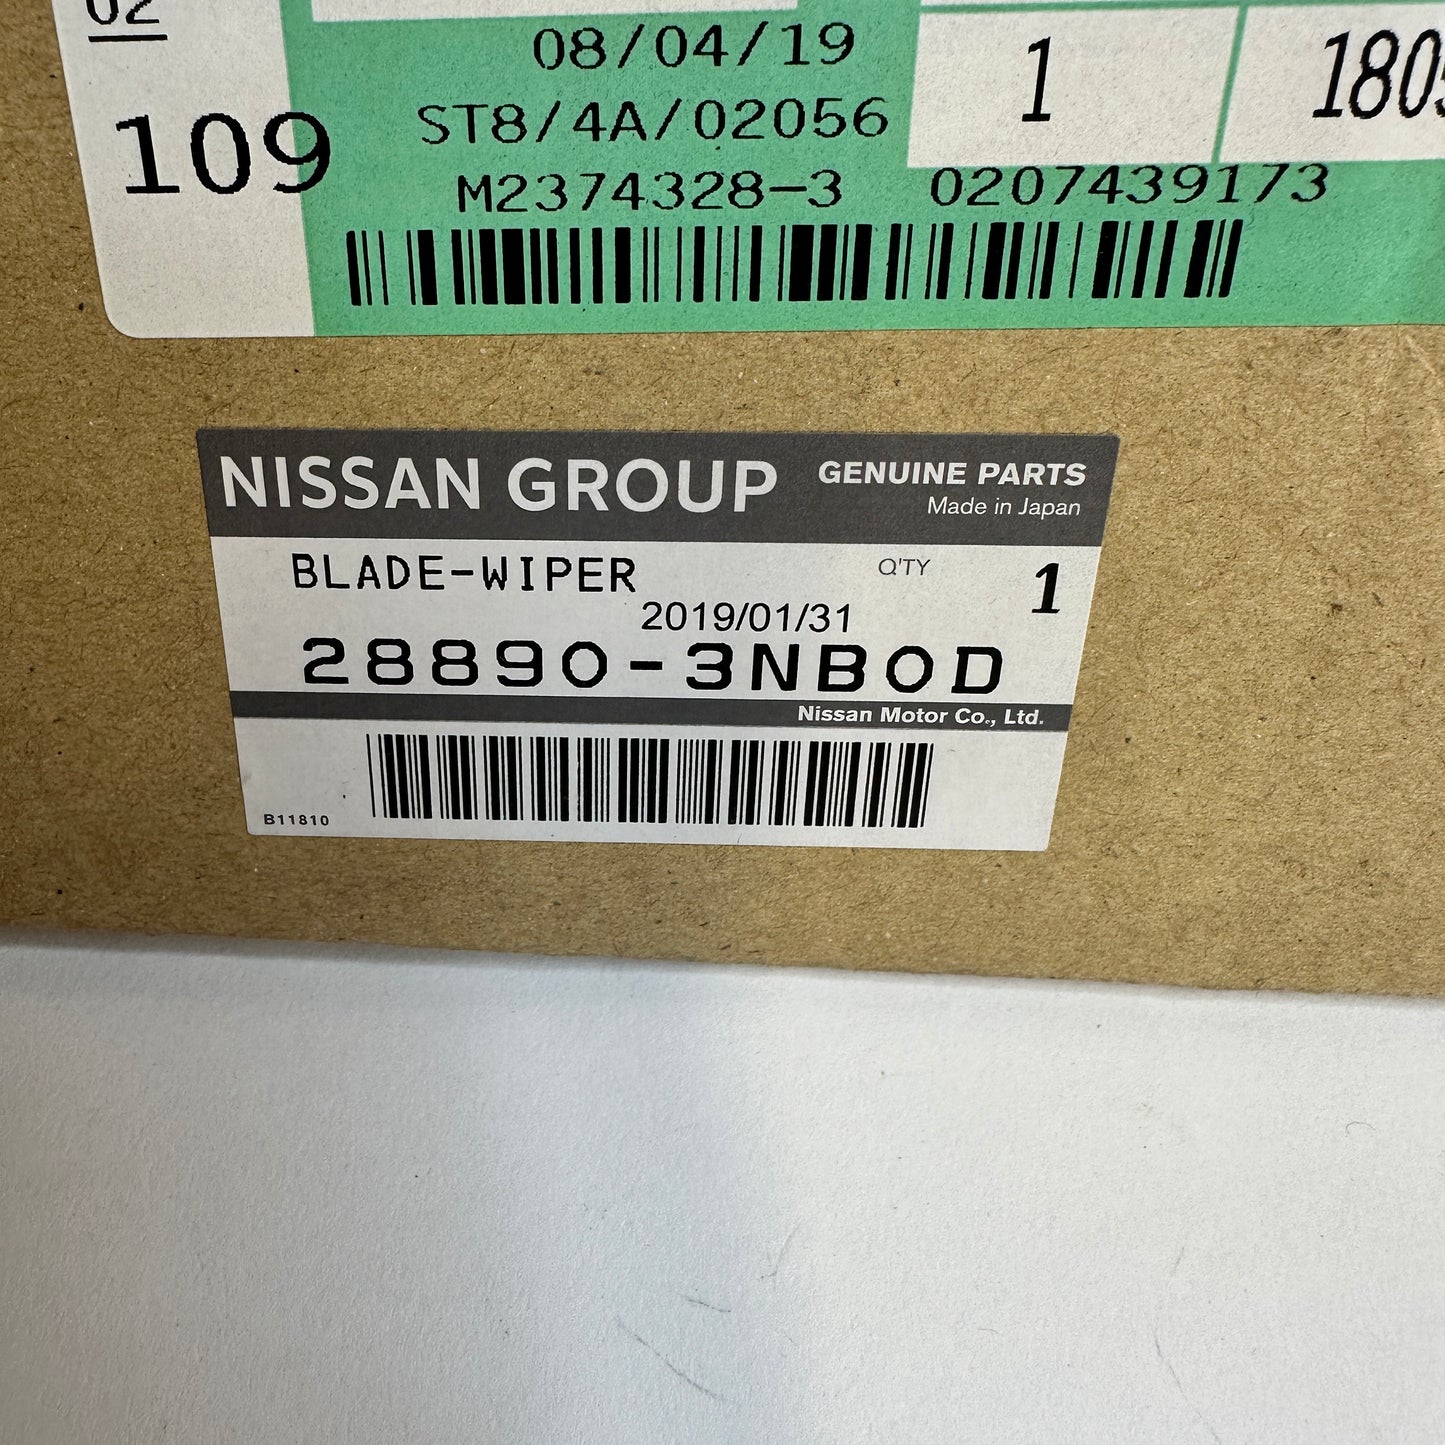 02
109
08/04/19
ST8/4A/02056
M2374328-3 0207439173
1
NISSAN GROUP
GENUINE PARTS
Made in Japan
BLADE-WIPER
Q'TY
1
2019/01/31
28890-3NB0D
Nissan Motor Co., Ltd.
B11810